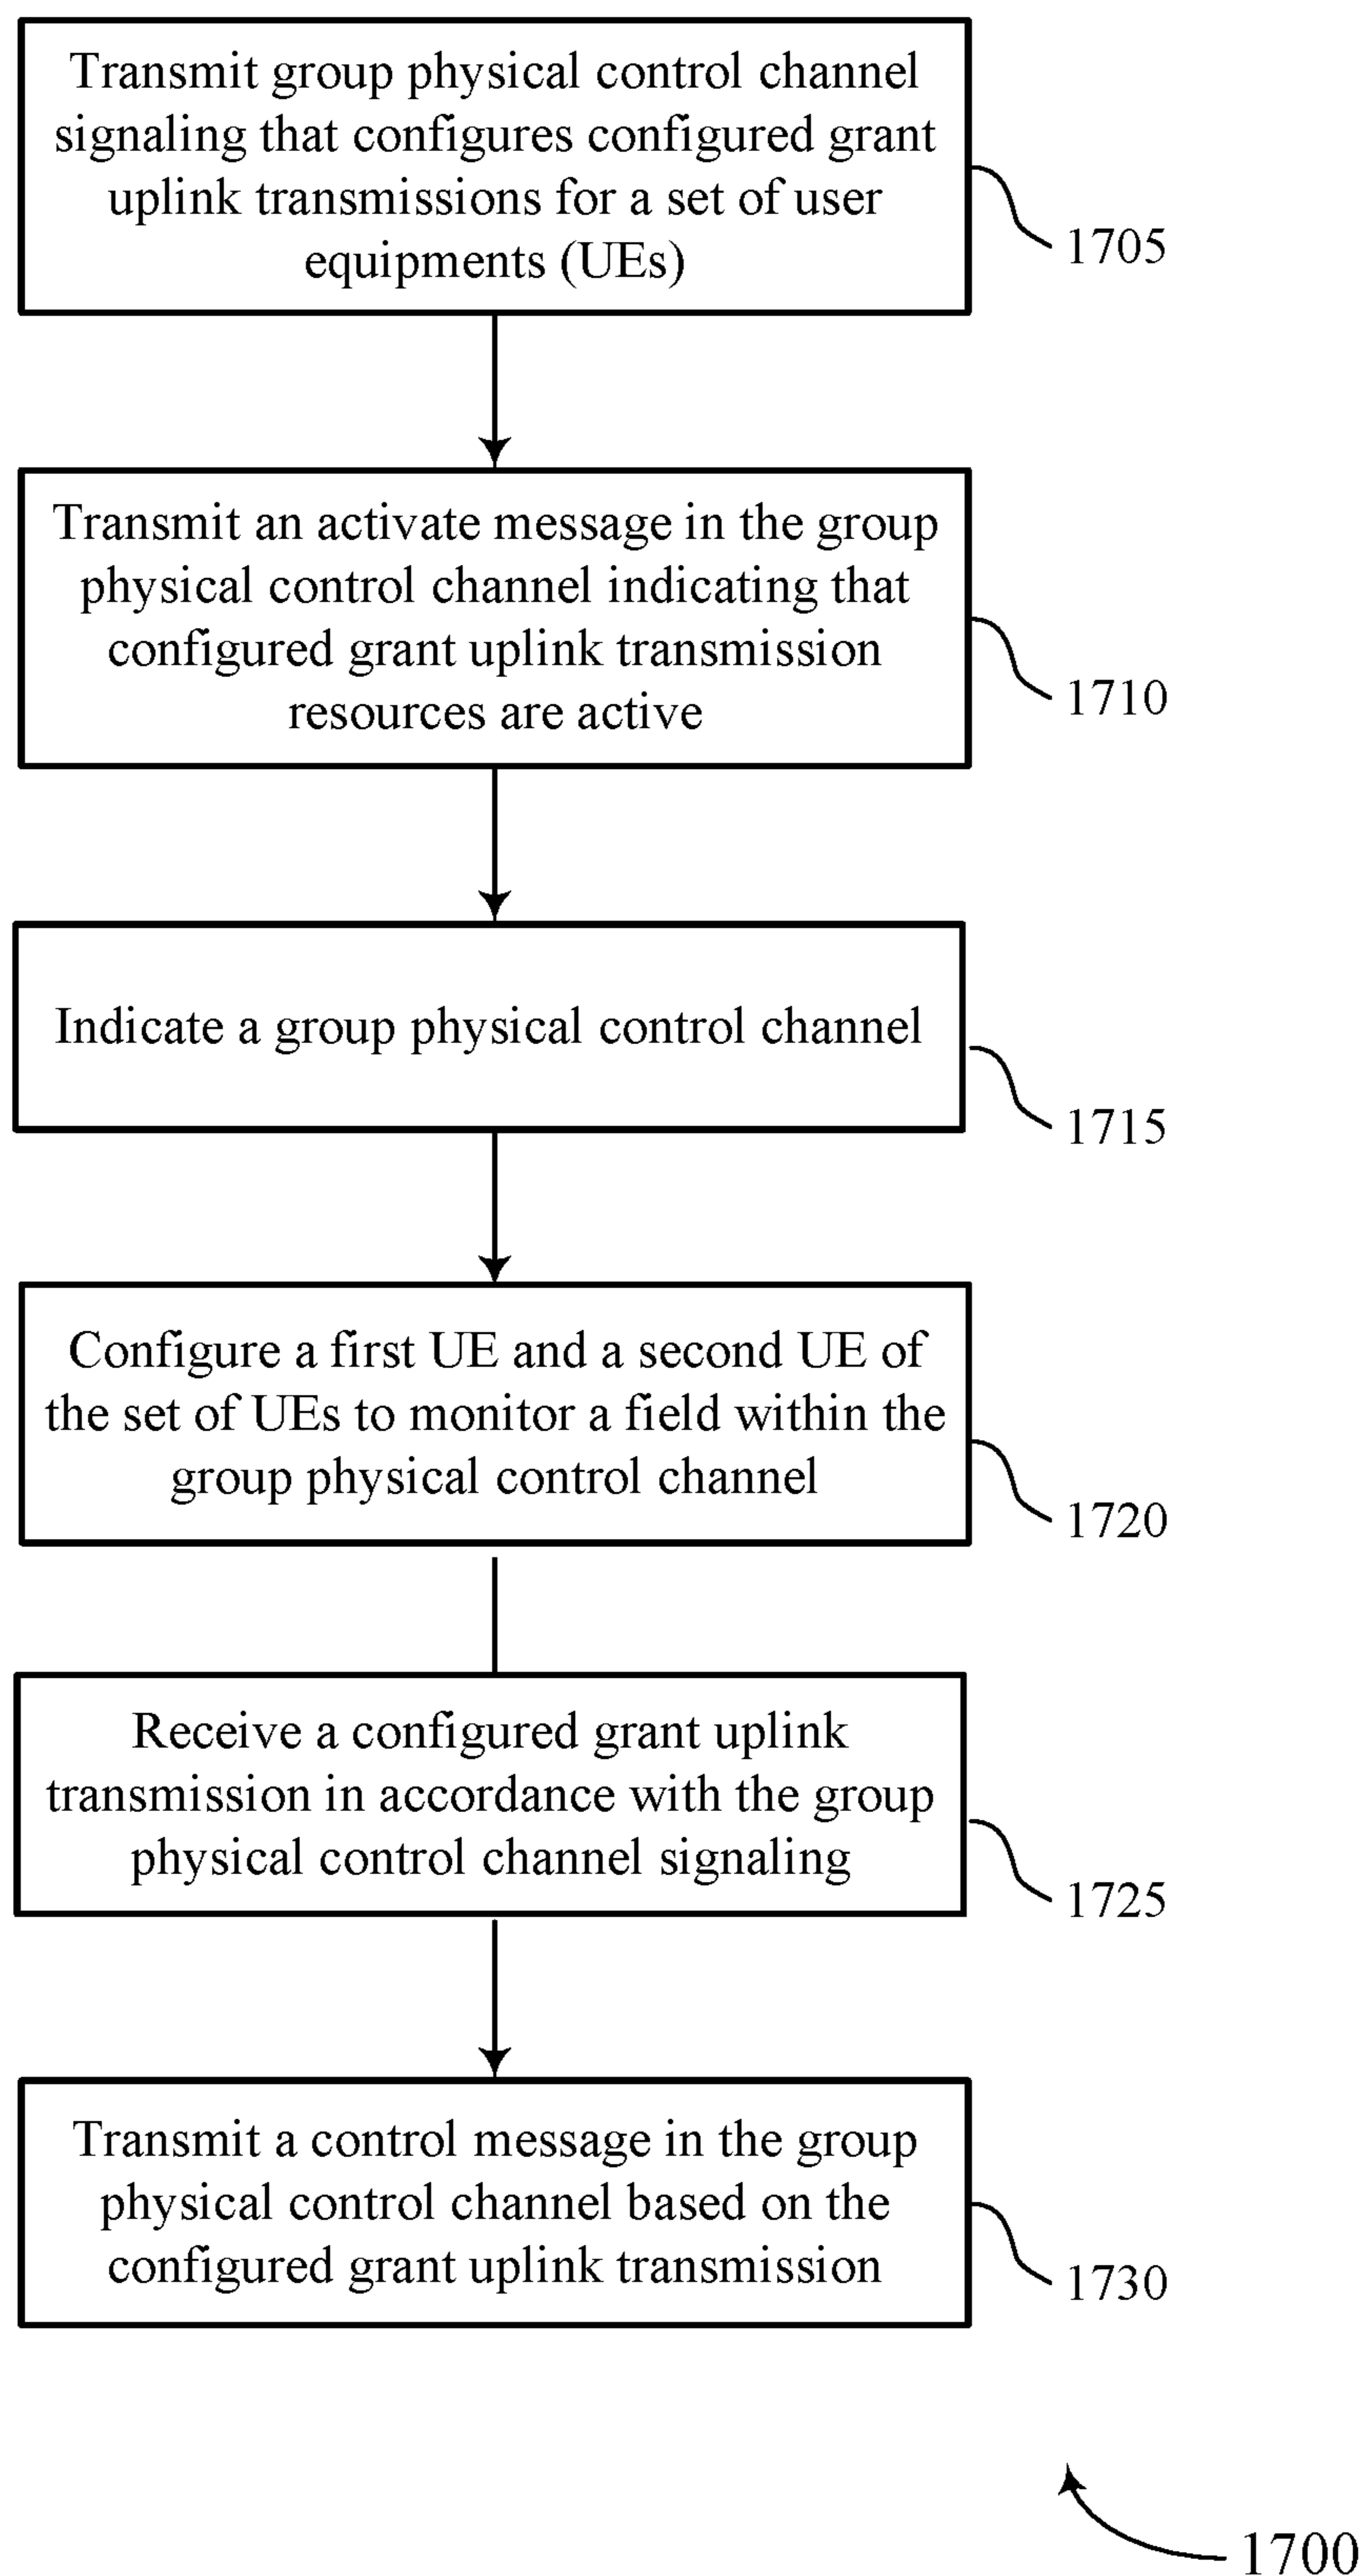 Transmit group physical control channel
signaling that configures configured grant
uplink transmissions for a set of user
equipments (UEs)
1705
Transmit an activate message in the group
physical control channel indicating that
configured grant uplink transmission
resources are active
1710
Indicate a group physical control channel
1715
Configure a first UE and a second UE of
the set of UEs to monitor a field within the
group physical control channel
1720
Receive a configured grant uplink
transmission in accordance with the group
physical control channel signaling
1725
Transmit a control message in the group
physical control channel based on the
configured grant uplink transmission
1730
1700